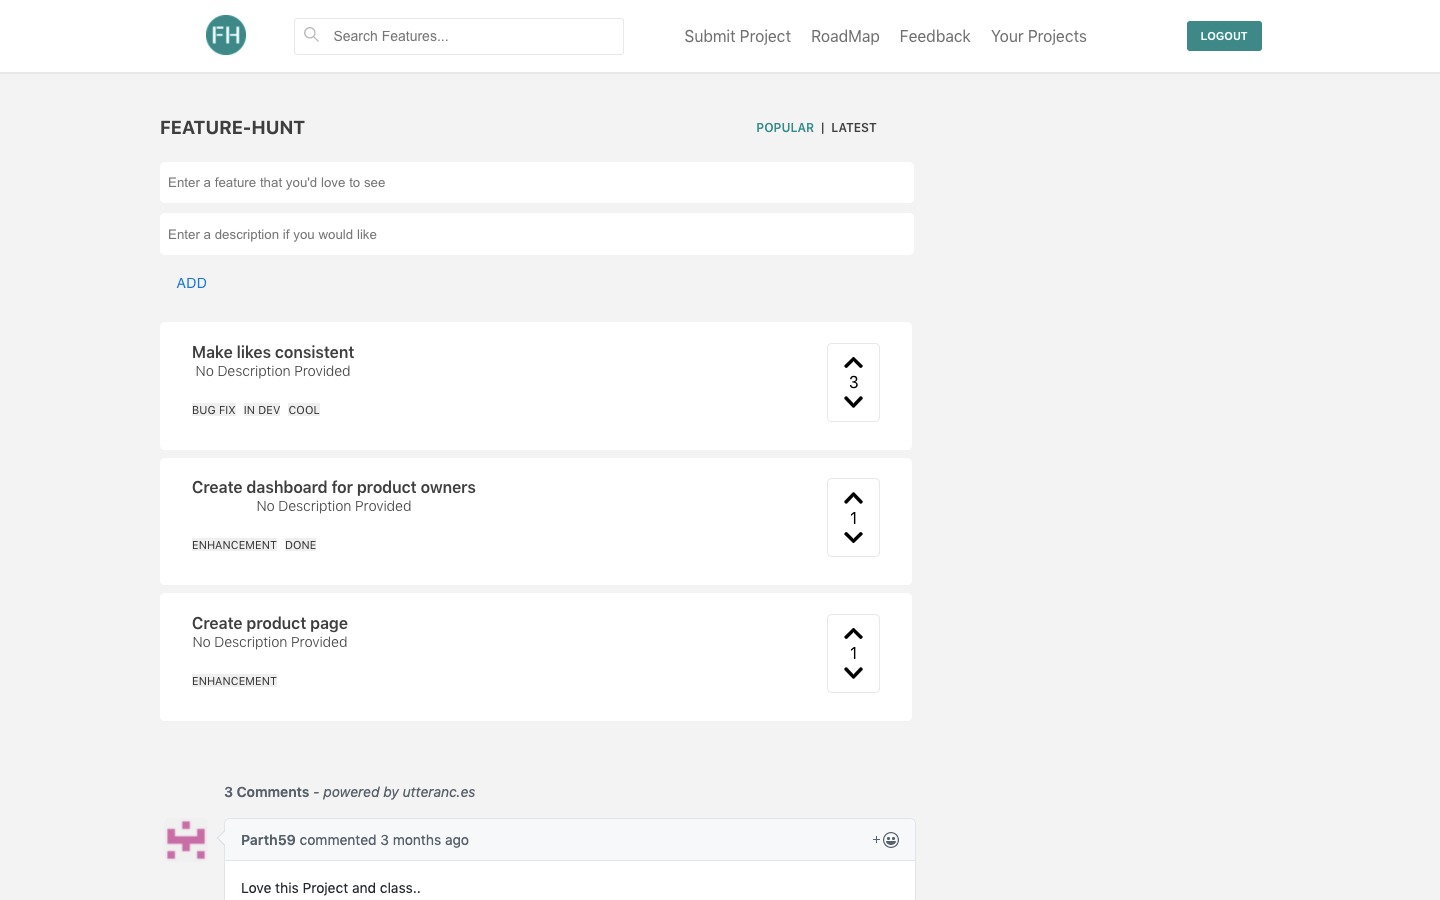 FH
Search Features...
Submit Project
RoadMap
Feedback
Your Projects
LOGOUT
FEATURE-HUNT
POPULAR | LATEST
Enter a feature that you'd love to see
Enter a description if you would like
ADD
Make likes consistent
No Description Provided
BUG FIX IN DEV COOL
3
Create dashboard for product owners
No Description Provided
ENHANCEMENT DONE
1
Create product page
No Description Provided
ENHANCEMENT
1
3 Comments - powered by utteranc.es
Parth59 commented 3 months ago
+
Love this Project and class..